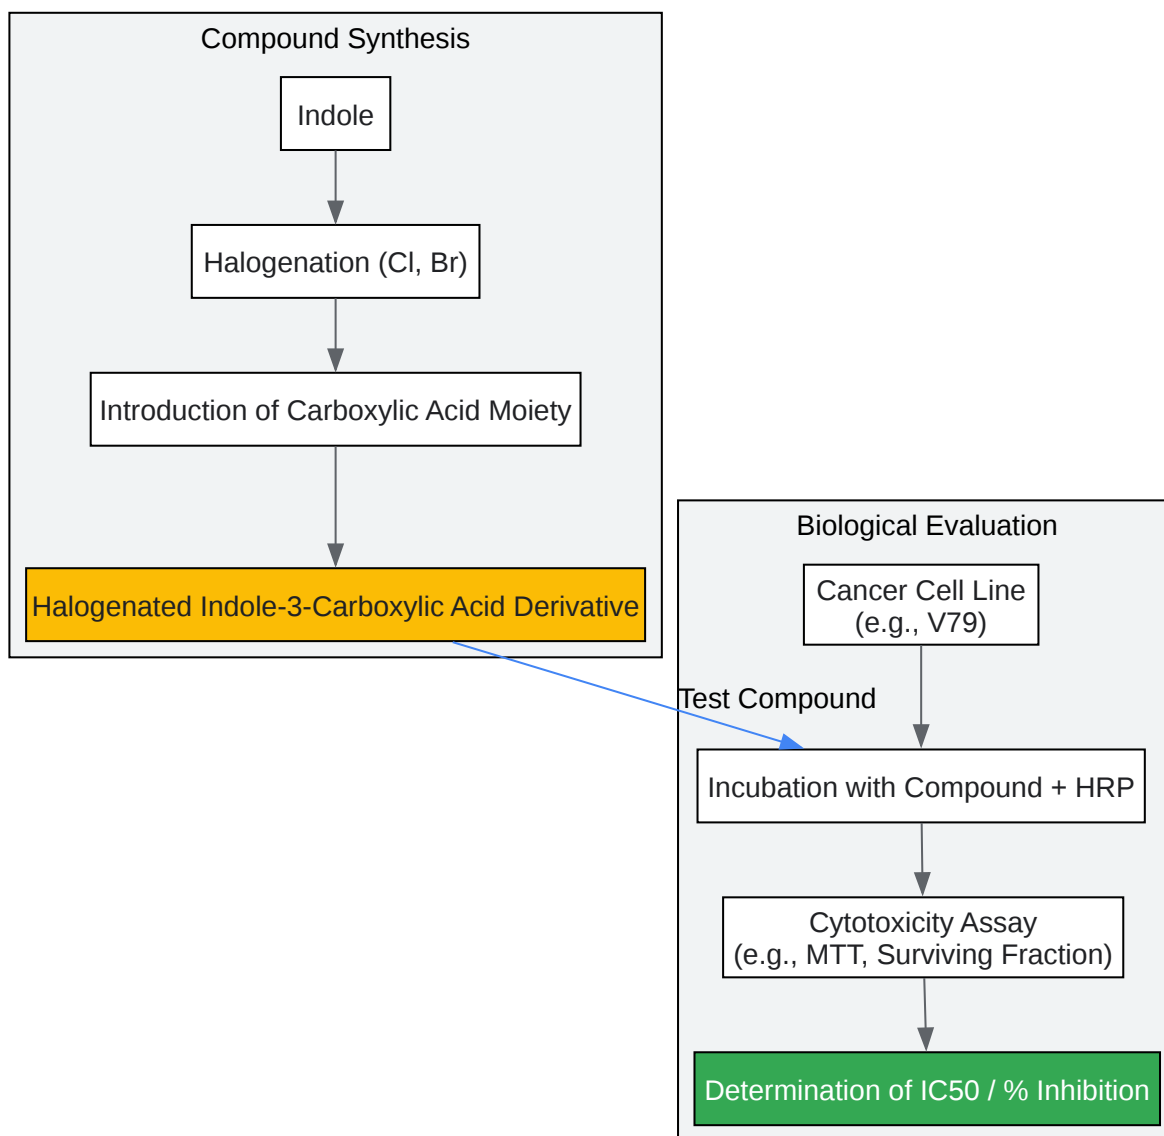 Compound Synthesis
Indole
Halogenation (Cl, Br)
Introduction of Carboxylic Acid Moiety
Halogenated Indole-3-Carboxylic Acid Derivative
Biological Evaluation
Cancer Cell Line
(e.g., V79)
Test Compound
Incubation with Compound + HRP
Cytotoxicity Assay
(e.g., MTT, Surviving Fraction)
Determination of IC50 / % Inhibition